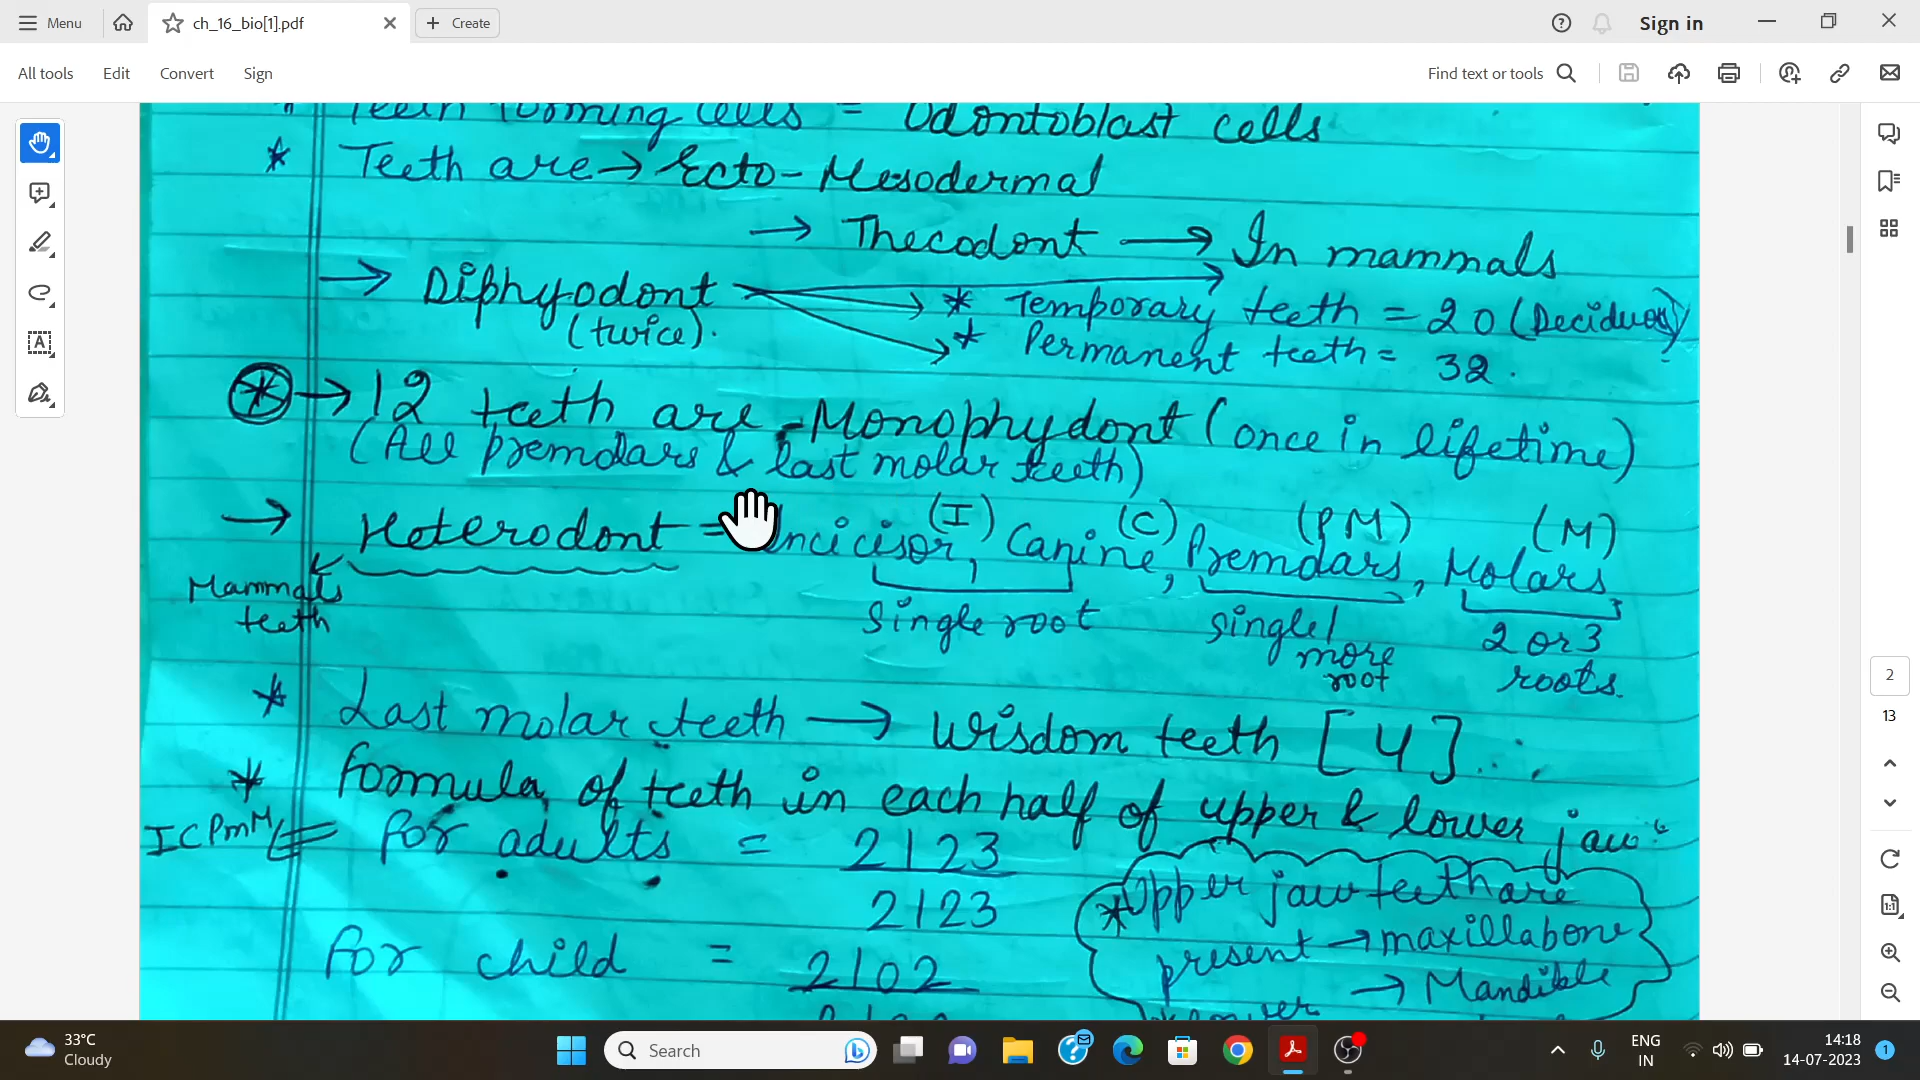 Menu
ch_16_bio[1].pdf
Create
Sign in
All tools Edit Convert Sign
Find text or tools
* Teeth forming cells = Odontoblast cells
* Teeth are → Ecto-Mesodermal
→ Thecodont → In mammals
→ Diphyodont
(twice).
* Temporary teeth = 20 (Deciduous)
* Permanent teeth = 32.
* → 12 teeth are - Monophydont (once in lifetime)
(All premolars & last molar teeth)
(I) (C) (PM) (M)
→ Heterodont = Incicisor, Canine, Premolars, Molars
Mammals
teeth
Single root
single/
more
root
2 or 3
roots.
* Last molar teeth → Wisdom teeth [4]...
* Formula of teeth in each half of upper & lower jaw
ICPmM
for adults = 2123
2123
* Upper jaw teeth are
present → maxilla bone
→ Mandible
for child = 2102
2
13
33°C
Cloudy
Search
ENG
IN
14:18
14-07-2023
1